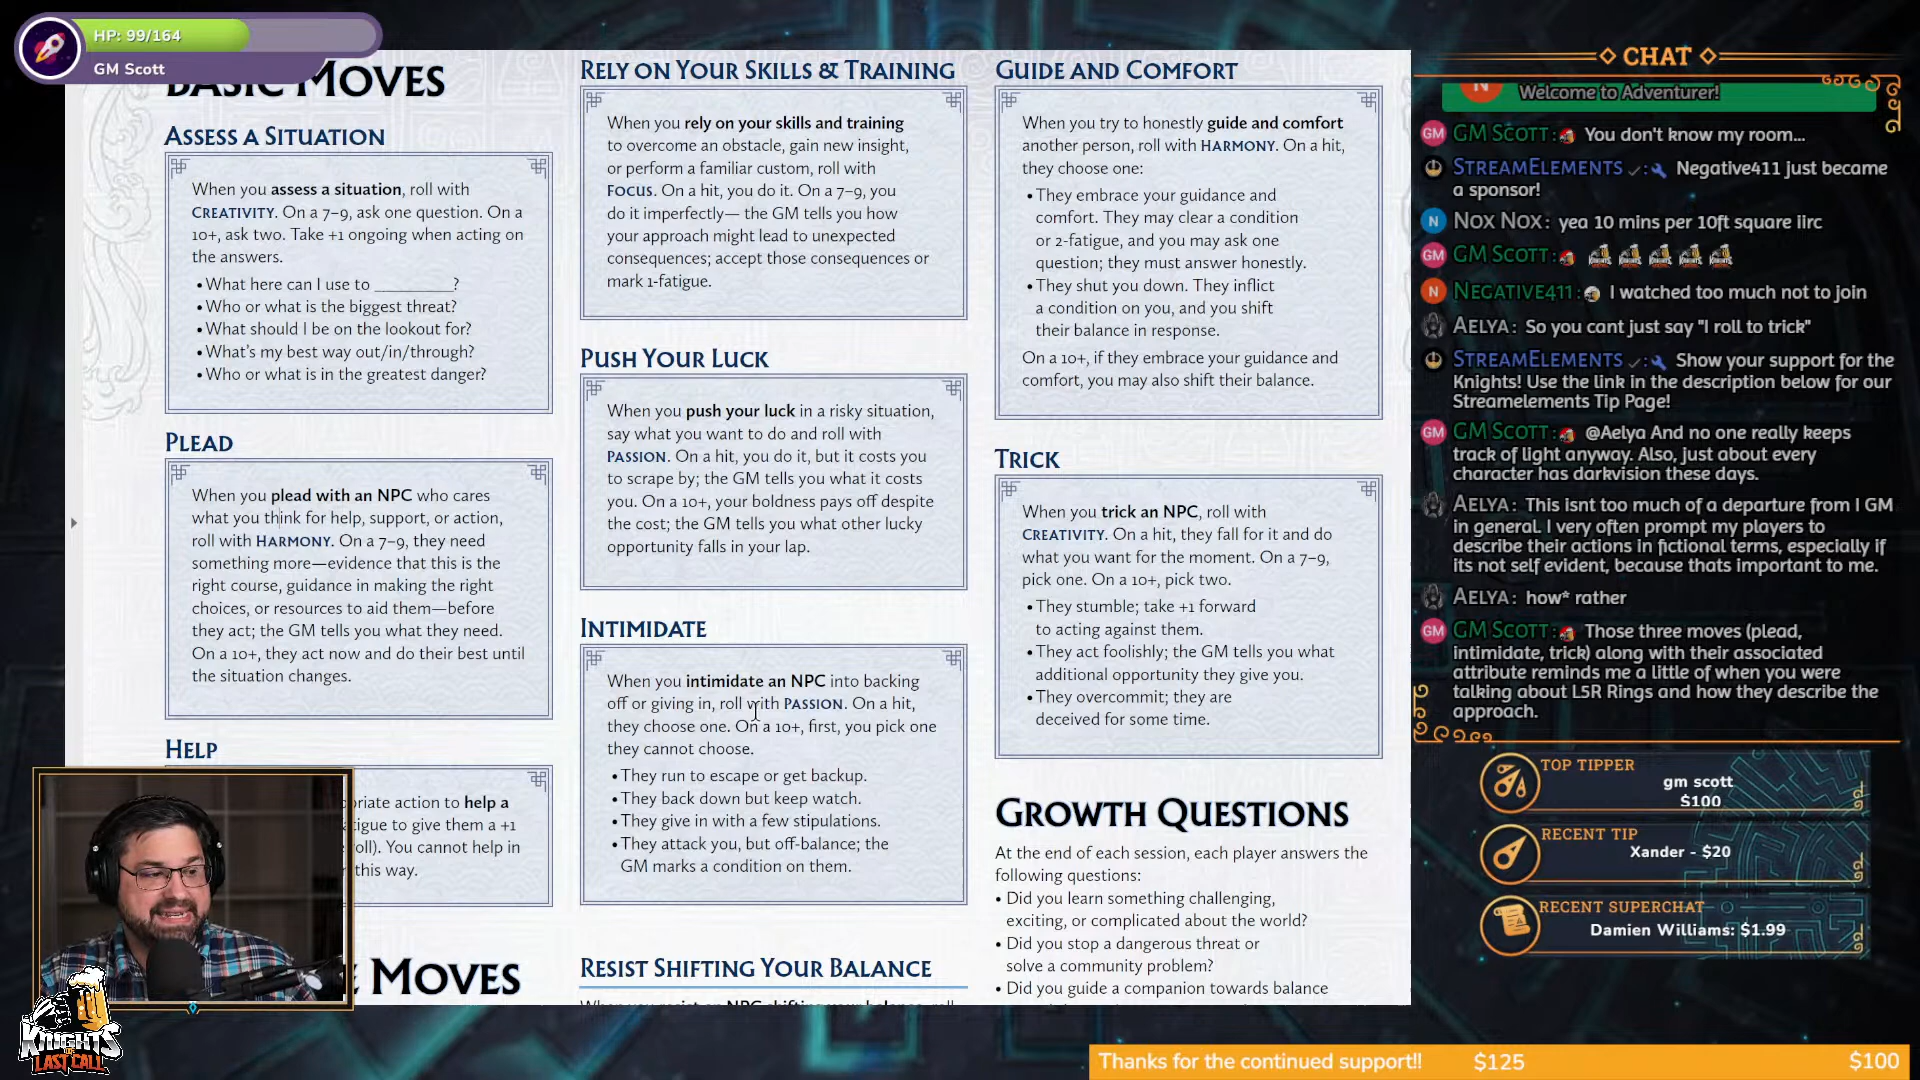 HP: 99/164
GM Scott
BASIC MOVES
ASSESS A SITUATION
When you assess a situation, roll with
CREATIVITY. On a 7–9, ask one question. On a
10+, ask two. Take +1 ongoing when acting on
the answers.
• What here can I use to __________?
• Who or what is the biggest threat?
• What should I be on the lookout for?
• What's my best way out/in/through?
• Who or what is in the greatest danger?
PLEAD
When you plead with an NPC who cares
what you think for help, support, or action,
roll with HARMONY. On a 7–9, they need
something more—evidence that this is the
right course, guidance in making the right
choices, or resources to aid them—before
they act; the GM tells you what they need.
On a 10+, they act now and do their best until
the situation changes.
HELP
priate action to help a
tigue to give them a +1
roll). You cannot help in
this way.
MOVES
RELY ON YOUR SKILLS & TRAINING
When you rely on your skills and training
to overcome an obstacle, gain new insight,
or perform a familiar custom, roll with
FOCUS. On a hit, you do it. On a 7–9, you
do it imperfectly— the GM tells you how
your approach might lead to unexpected
consequences; accept those consequences or
mark 1-fatigue.
PUSH YOUR LUCK
When you push your luck in a risky situation,
say what you want to do and roll with
PASSION. On a hit, you do it, but it costs you
to scrape by; the GM tells you what it costs
you. On a 10+, your boldness pays off despite
the cost; the GM tells you what other lucky
opportunity falls in your lap.
INTIMIDATE
When you intimidate an NPC into backing
off or giving in, roll with PASSION. On a hit,
they choose one. On a 10+, first, you pick one
they cannot choose.
• They run to escape or get backup.
• They back down but keep watch.
• They give in with a few stipulations.
• They attack you, but off-balance; the
GM marks a condition on them.
RESIST SHIFTING YOUR BALANCE
GUIDE AND COMFORT
When you try to honestly guide and comfort
another person, roll with HARMONY. On a hit,
they choose one:
• They embrace your guidance and
comfort. They may clear a condition
or 2-fatigue, and you may ask one
question; they must answer honestly.
• They shut you down. They inflict
a condition on you, and you shift
their balance in response.
On a 10+, if they embrace your guidance and
comfort, you may also shift their balance.
TRICK
When you trick an NPC, roll with
CREATIVITY. On a hit, they fall for it and do
what you want for the moment. On a 7–9,
pick one. On a 10+, pick two.
• They stumble; take +1 forward
to acting against them.
• They act foolishly; the GM tells you what
additional opportunity they give you.
• They overcommit; they are
deceived for some time.
GROWTH QUESTIONS
At the end of each session, each player answers the
following questions:
• Did you learn something challenging,
exciting, or complicated about the world?
• Did you stop a dangerous threat or
solve a community problem?
• Did you guide a companion towards balance
CHAT
N Welcome to Adventurer!
GM GM SCOTT: You don't know my room...
STREAMELEMENTS: Negative411 just became
a sponsor!
N NOX NOX: yea 10 mins per 10ft square iirc
GM GM SCOTT:
N NEGATIVE411: I watched too much not to join
AELYA: So you cant just say "I roll to trick"
STREAMELEMENTS: Show your support for the
Knights! Use the link in the description below for our
Streamelements Tip Page!
GM GM SCOTT: @Aelya And no one really keeps
track of light anyway. Also, just about every
character has darkvision these days.
AELYA: This isnt too much of a departure from I GM
in general. I very often prompt my players to
describe their actions in fictional terms, especially if
its not self evident, because thats important to me.
AELYA: how* rather
GM GM SCOTT: Those three moves (plead,
intimidate, trick) along with their associated
attribute reminds me a little of when you were
talking about L5R Rings and how they describe the
approach.
TOP TIPPER
gm scott
$100
RECENT TIP
Xander - $20
RECENT SUPERCHAT
Damien Williams: $1.99
KNIGHTS
LAST CALL
Thanks for the continued support!! $125 $100